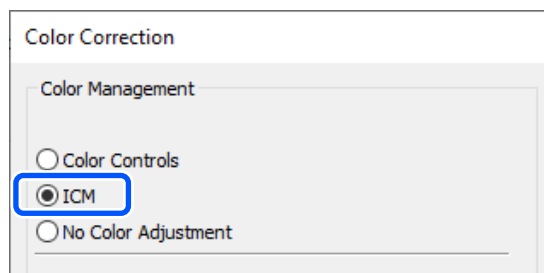 Color Correction
Color Management
Color Controls
ICM
No Color Adjustment